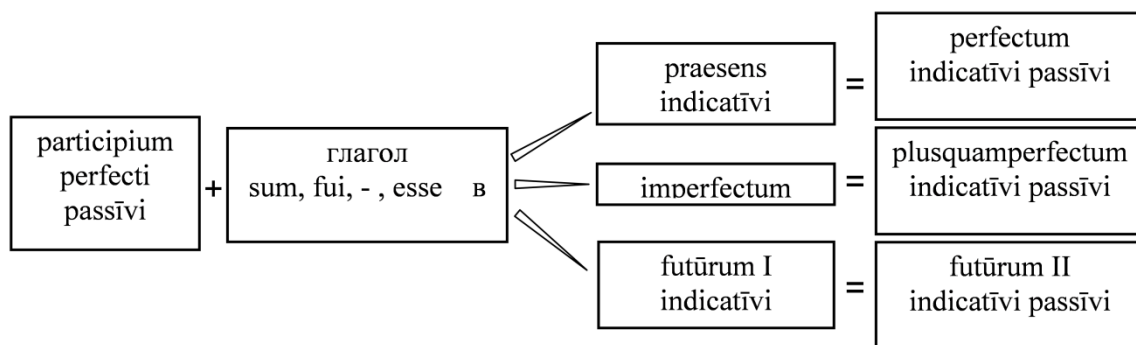 participium
perfecti
passīvi
+
глагол
sum, fui, - , esse в
praesens
indicatīvi
=
perfectum
indicatīvi passīvi
imperfectum
=
plusquamperfectum
indicatīvi passīvi
futūrum I
indicatīvi
=
futūrum II
indicatīvi passīvi